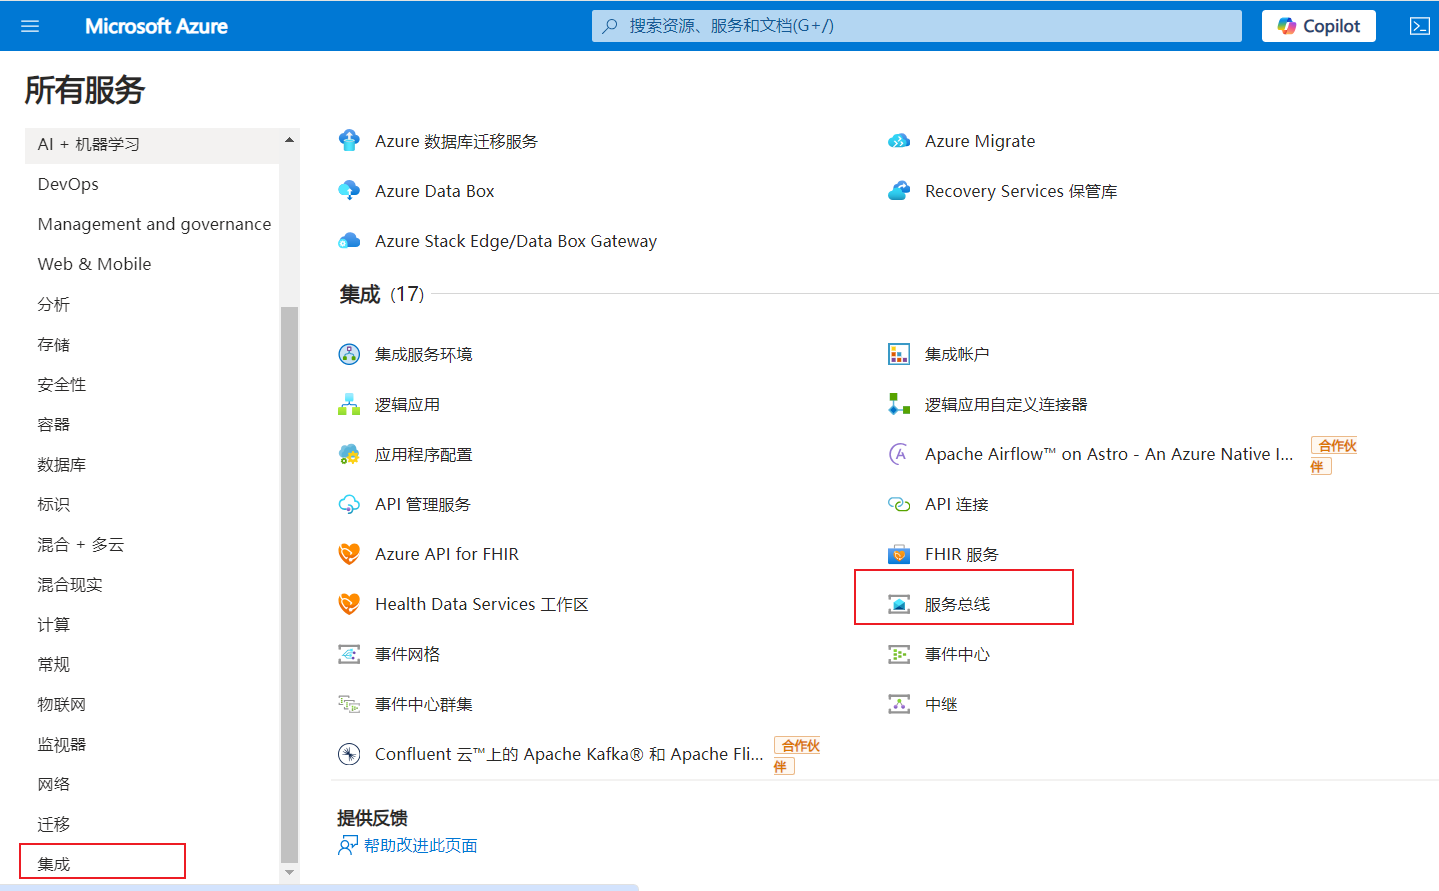 Microsoft Azure
搜索资源、服务和文档(G+/)
Copilot
所有服务
AI + 机器学习
DevOps
Management and governance
Web & Mobile
分析
存储
安全性
容器
数据库
标识
混合 + 多云
混合现实
计算
常规
物联网
监视器
网络
迁移
集成
Azure 数据库迁移服务
Azure Migrate
Azure Data Box
Recovery Services 保管库
Azure Stack Edge/Data Box Gateway
集成 (17)
集成服务环境
集成帐户
逻辑应用
逻辑应用自定义连接器
应用程序配置
Apache Airflow™ on Astro - An Azure Native I...
合作伙
伴
API 管理服务
API 连接
Azure API for FHIR
FHIR 服务
Health Data Services 工作区
服务总线
事件网格
事件中心
事件中心群集
中继
Confluent 云™上的 Apache Kafka® 和 Apache Fli...
合作伙
伴
提供反馈
帮助改进此页面